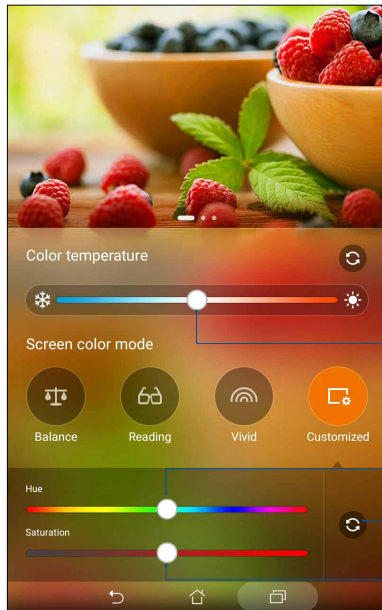 Color temperature
Screen color mode
Balance Reading Vivid Customized
Hue
Saturation